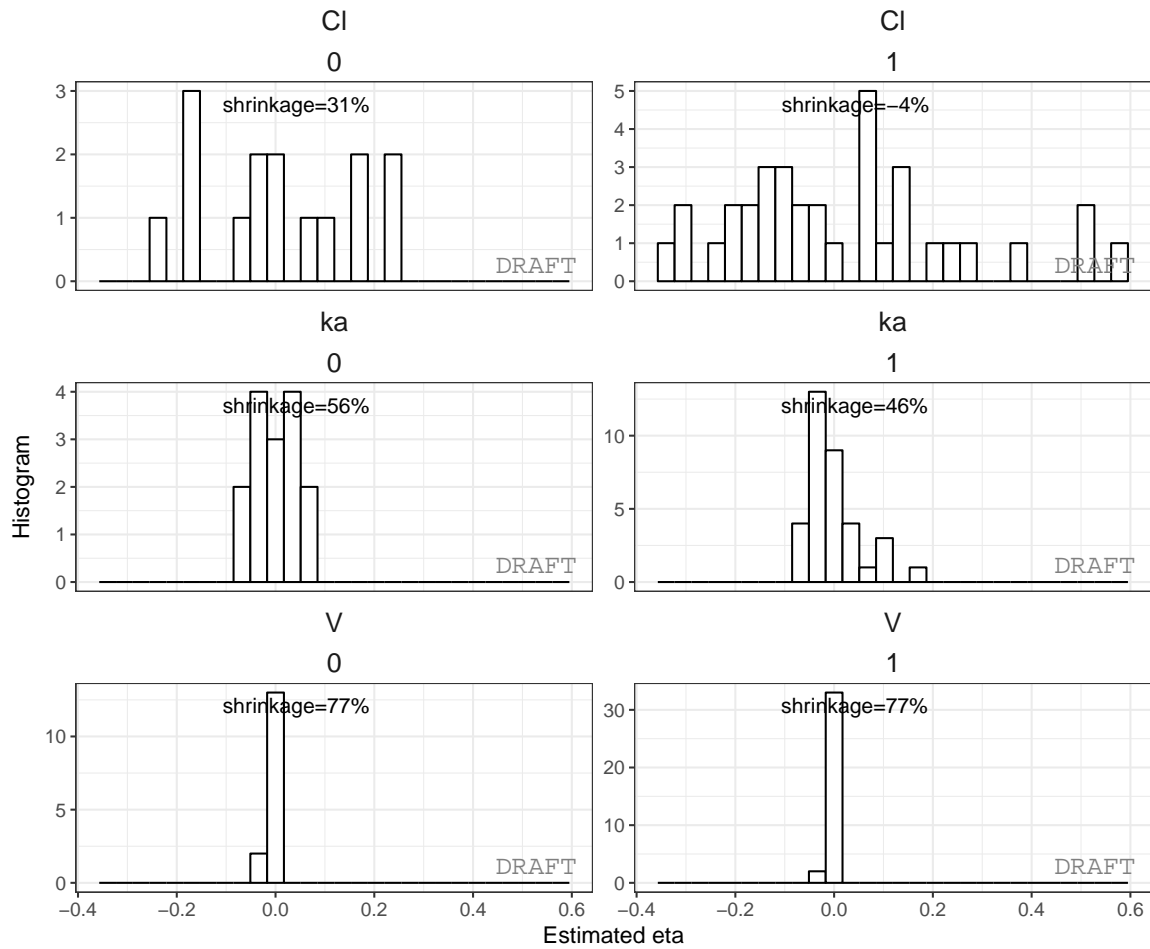 Cl
0
3
2
1
0
shrinkage=31%
DRAFT
Cl
1
5
4
3
2
1
0
shrinkage=−4%
DRAFT
ka
0
4
3
2
1
0
shrinkage=56%
DRAFT
ka
1
10
5
0
shrinkage=46%
DRAFT
V
0
10
5
0
shrinkage=77%
DRAFT
−0.4 −0.2 0.0 0.2 0.4 0.6
V
1
30
20
10
0
shrinkage=77%
DRAFT
−0.4 −0.2 0.0 0.2 0.4 0.6
Histogram
Estimated eta